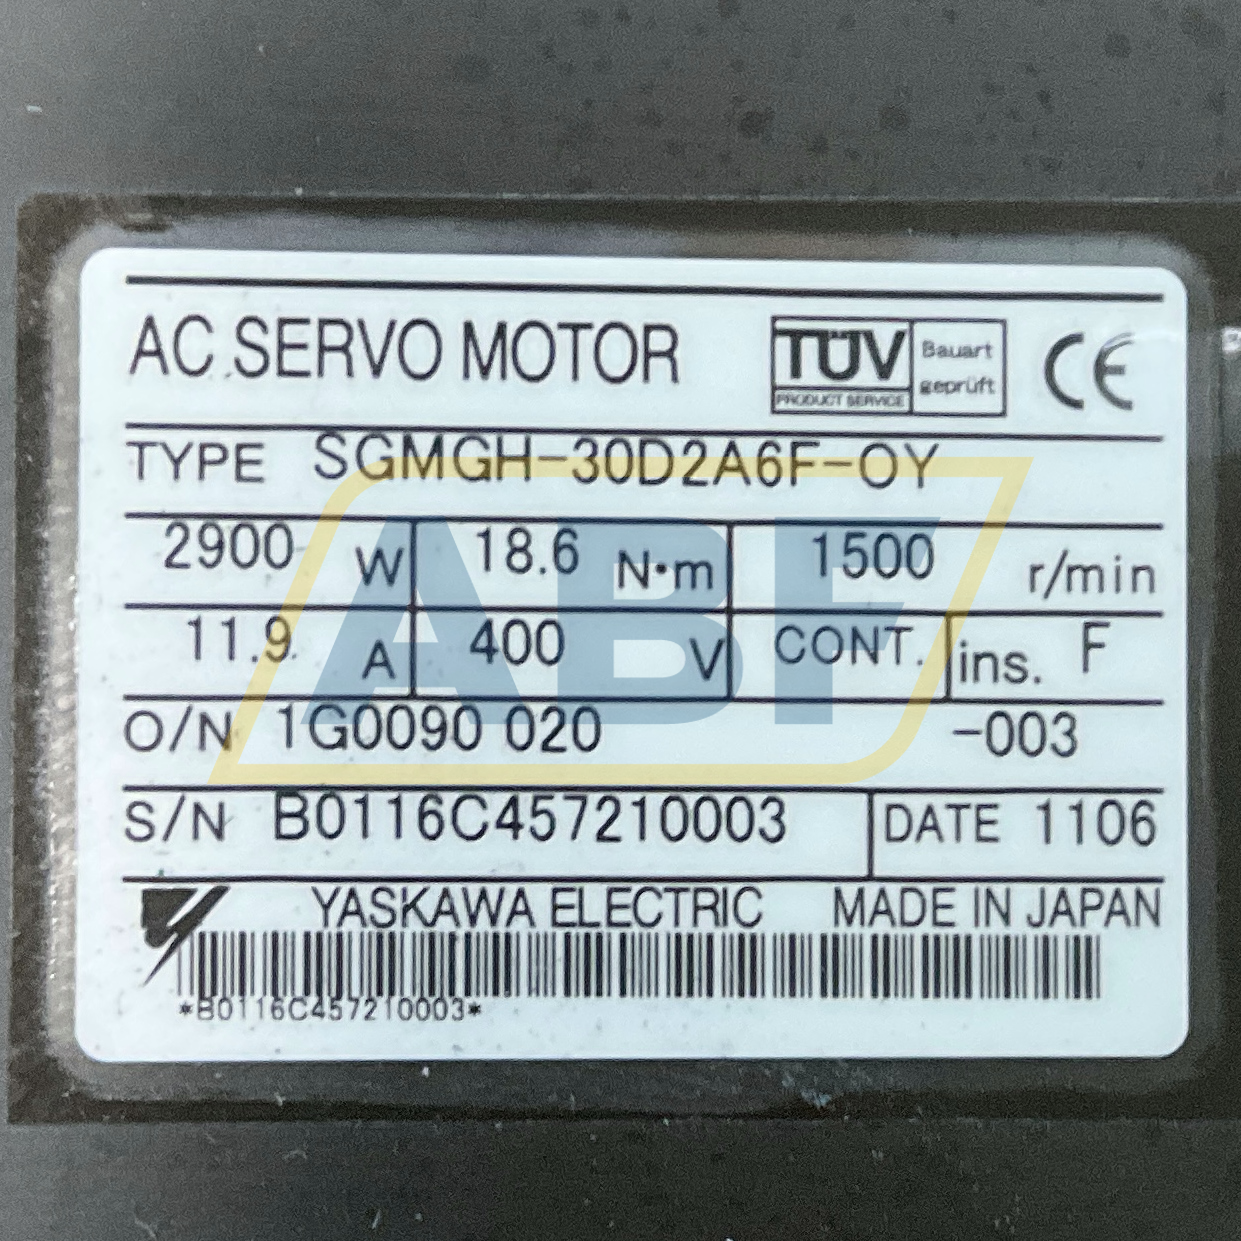 AC SERVO MOTOR TÜV PRODUCT SERVICE Bauart geprüft CE
TYPE SGMGH-30D2A6F-OY
2900 W 18.6 N•m 1500 r/min
11.9 A 400 V CONT. ins. F
O/N 1G0090 020 -003
S/N B0116C457210003 DATE 1106
YASKAWA ELECTRIC MADE IN JAPAN
*B0116C457210003*
ABF